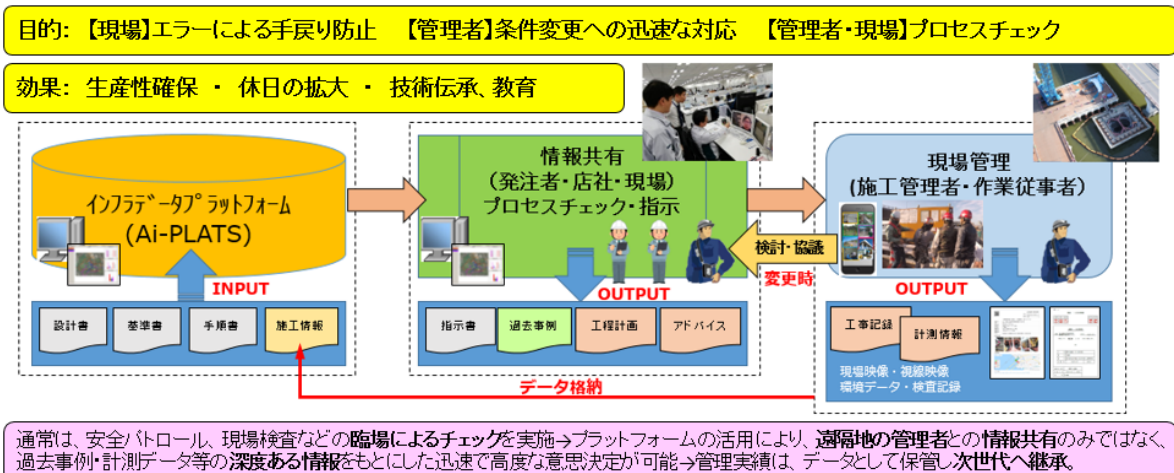 目的: 【現場】エラーによる手戻り防止 【管理者】条件変更への迅速な対応 【管理者・現場】プロセスチェック
効果: 生産性確保 ・ 休日の拡大 ・ 技術伝承、教育
インフラデータプラットフォーム
(Ai-PLATS)
INPUT
設計書
基準書
手順書
施工情報
情報共有
(発注者・店社・現場)
プロセスチェック・指示
OUTPUT
指示書
過去事例
工程計画
アドバイス
検討・協議
変更時
現場管理
(施工管理者・作業従事者)
OUTPUT
工事記録
計測情報
現場映像・視線映像
環境データ・検査記録
データ格納
通常は、安全パトロール、現場検査などの臨場によるチェックを実施→プラットフォームの活用により、遠隔地の管理者との情報共有のみではなく、
過去事例・計測データ等の深度ある情報をもとにした迅速で高度な意思決定が可能→管理実績は、データとして保管し次世代へ継承。